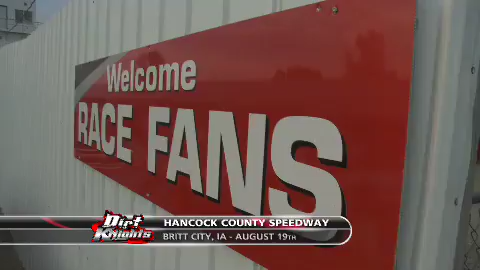 Welcome
RACE FANS
Dirt
Knights
HANCOCK COUNTY SPEEDWAY
BRITT CITY, IA - AUGUST 19TH